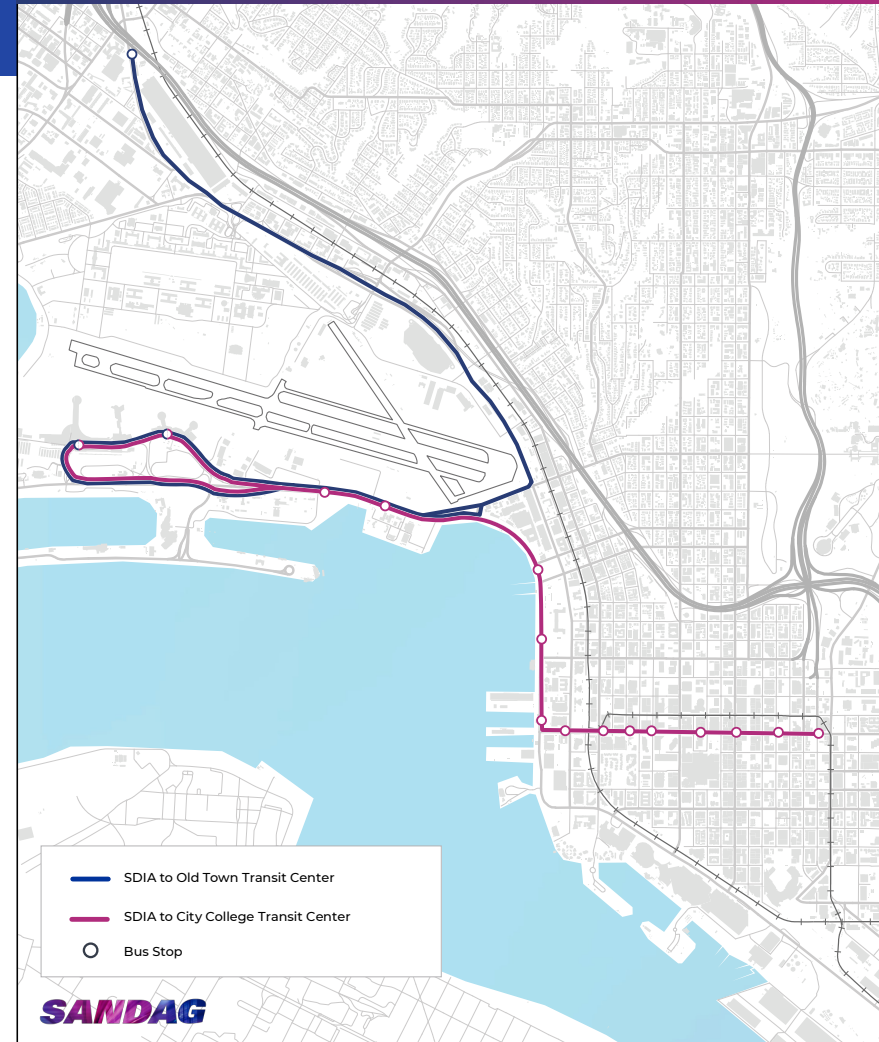 SDIA to Old Town Transit Center
SDIA to City College Transit Center
Bus Stop
SANDAG